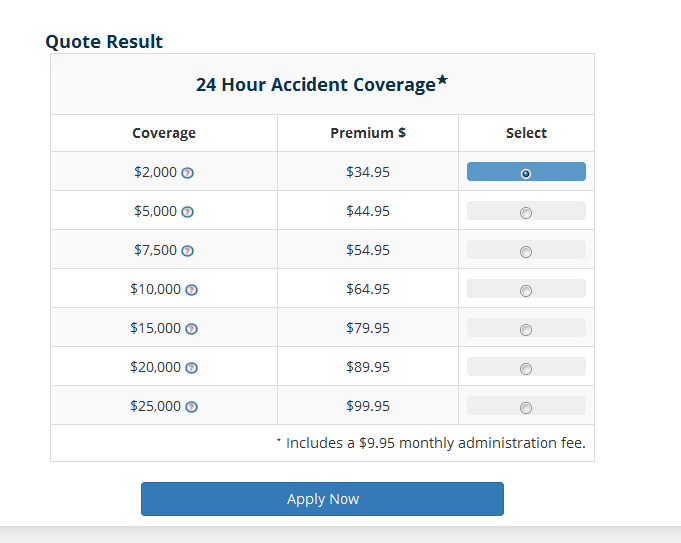 Quote Result
24 Hour Accident Coverage★
Coverage Premium $ Select
$2,000 ? $34.95
$5,000 ? $44.95
$7,500 ? $54.95
$10,000 ? $64.95
$15,000 ? $79.95
$20,000 ? $89.95
$25,000 ? $99.95
* Includes a $9.95 monthly administration fee.
Apply Now